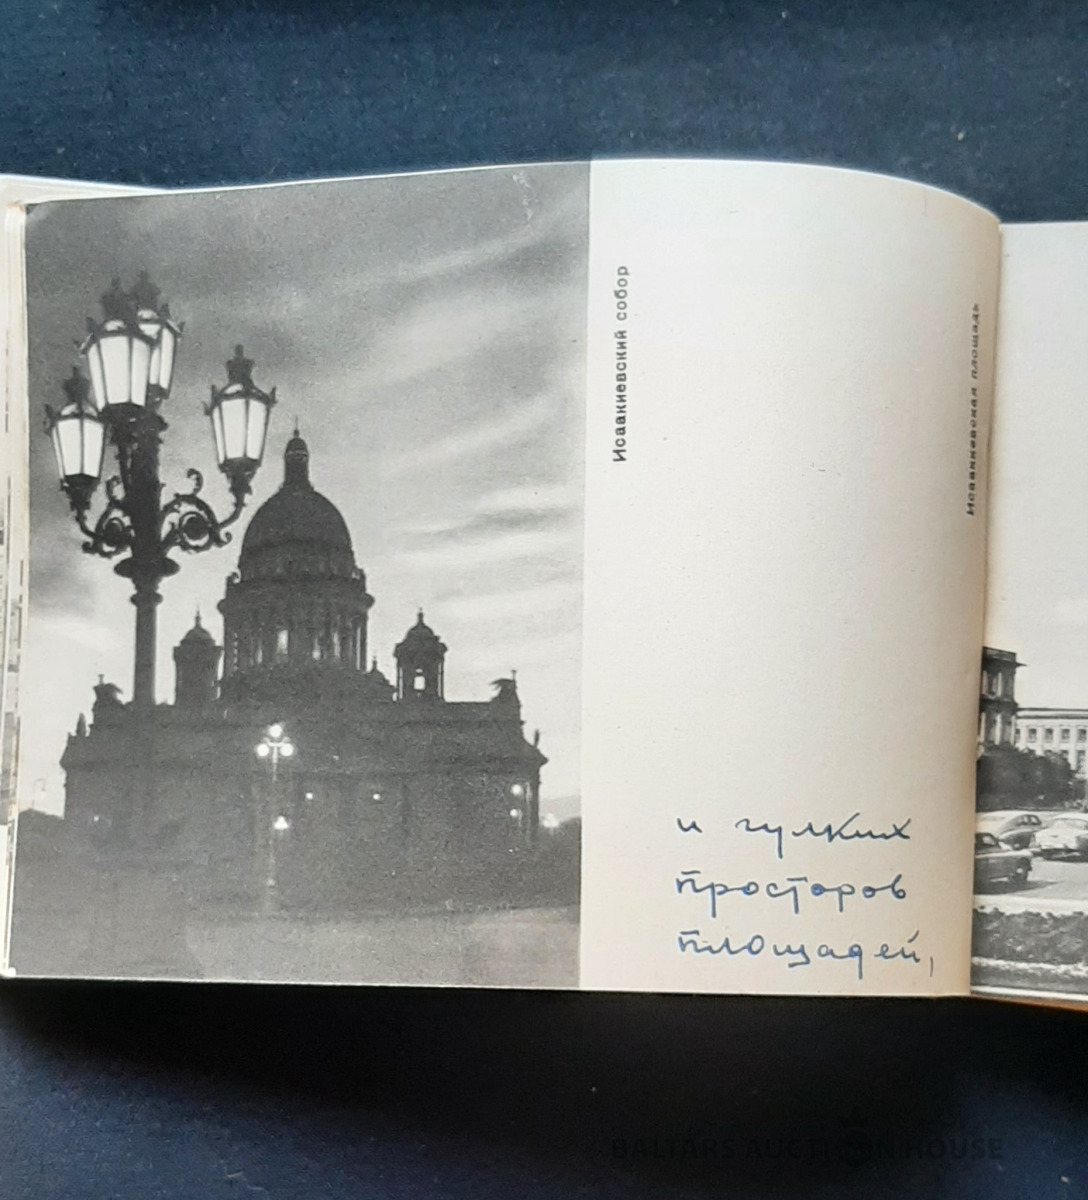 Исаакиевский собор
Исаакиевская площадь
и гулких
просторов
площадей,
BALTARS AUCTION HOUSE